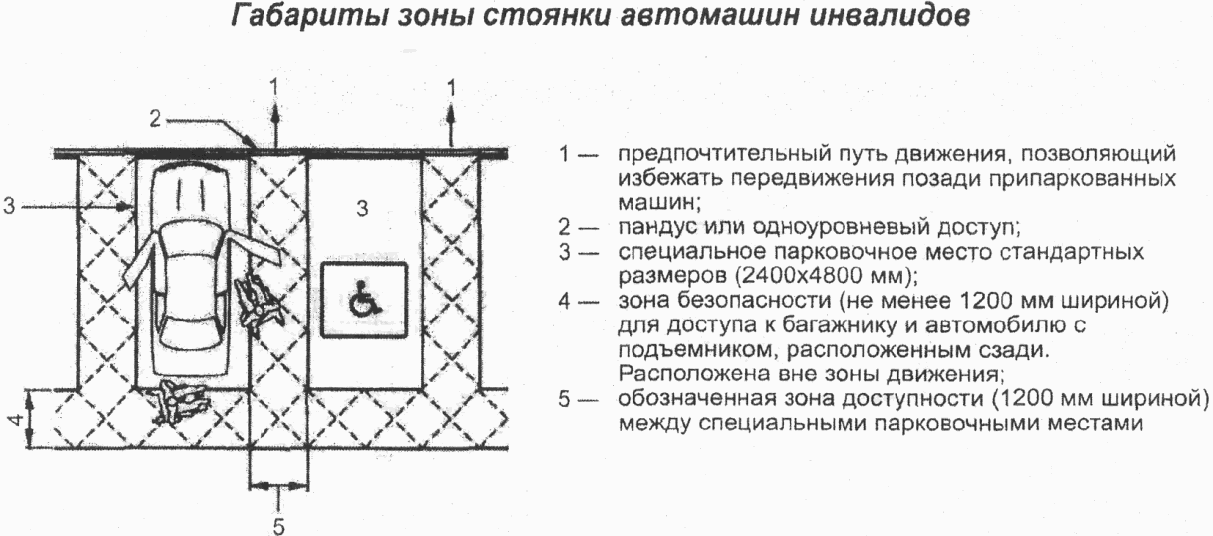 Габариты зоны стоянки автомашин инвалидов
1
1
2
3
3
4
5
1 — предпочтительный путь движения, позволяющий
избежать передвижения позади припаркованных
машин;
2 — пандус или одноуровневый доступ;
3 — специальное парковочное место стандартных
размеров (2400х4800 мм);
4 — зона безопасности (не менее 1200 мм шириной)
для доступа к багажнику и автомобилю с
подъемником, расположенным сзади.
Расположена вне зоны движения;
5 — обозначенная зона доступности (1200 мм шириной)
между специальными парковочными местами